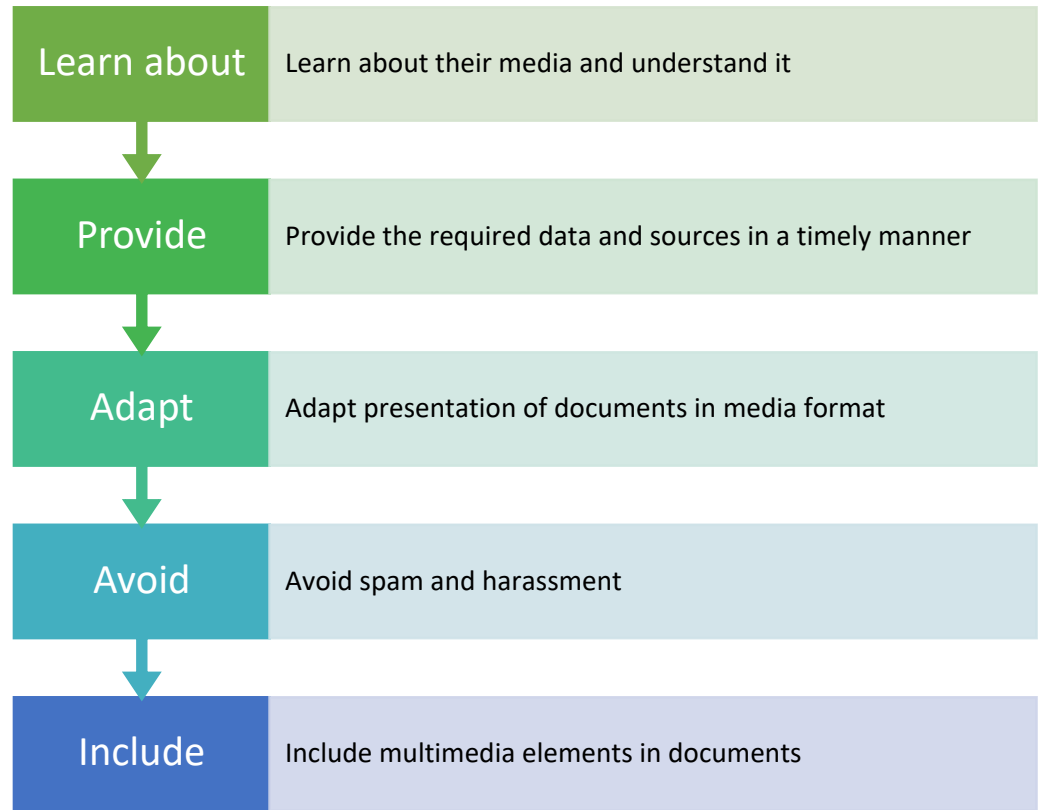 Learn about
Learn about their media and understand it
Provide
Provide the required data and sources in a timely manner
Adapt
Adapt presentation of documents in media format
Avoid
Avoid spam and harassment
Include
Include multimedia elements in documents